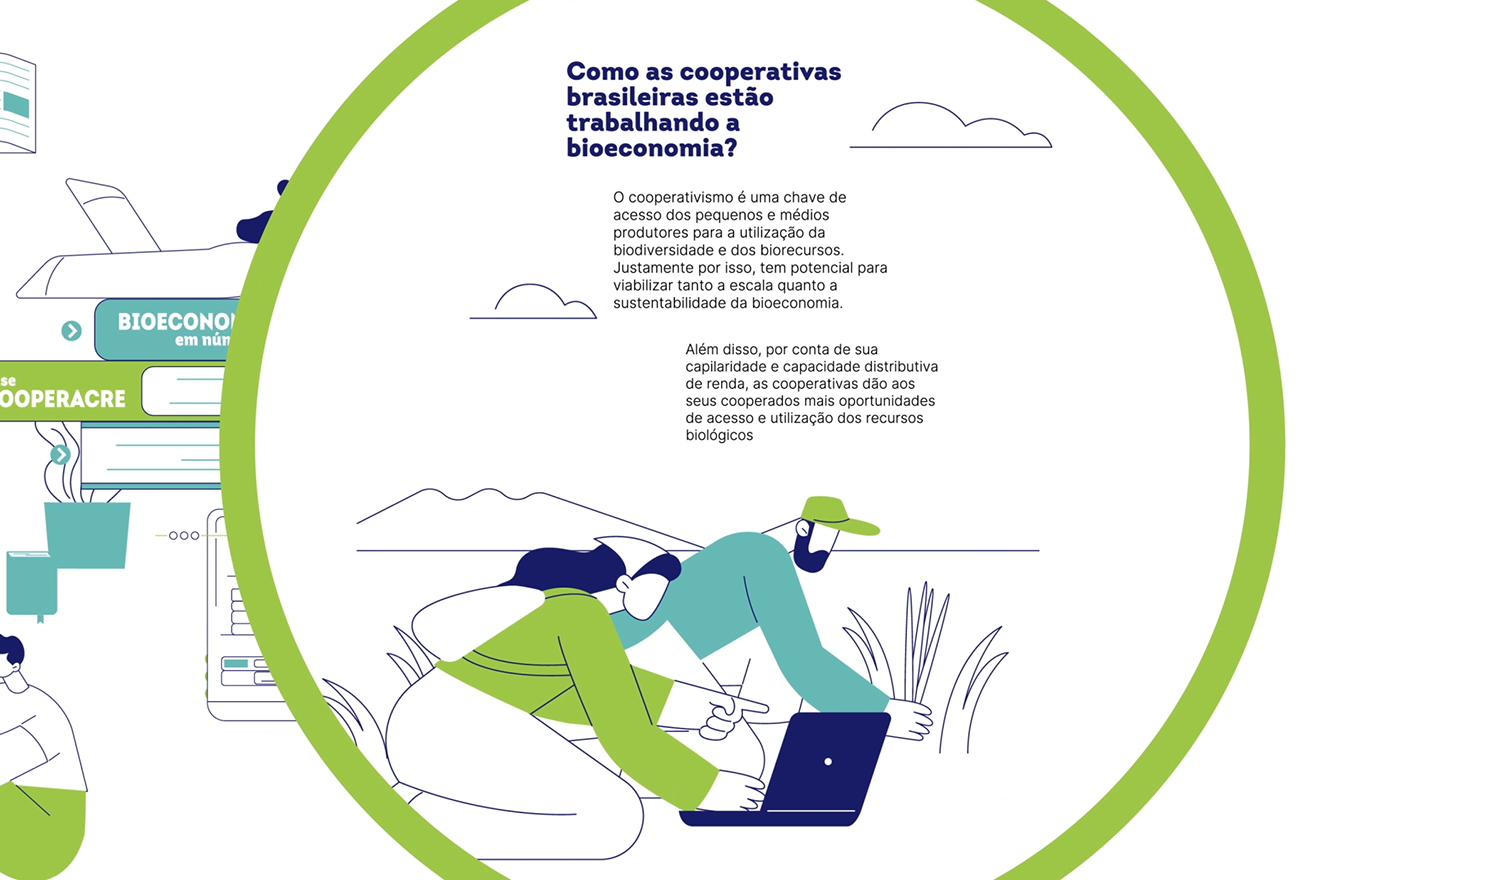 Como as cooperativas
brasileiras estão
trabalhando a
bioeconomia?
O cooperativismo é uma chave de
acesso dos pequenos e médios
produtores para a utilização da
biodiversidade e dos biorecursos.
Justamente por isso, tem potencial para
viabilizar tanto a escala quanto a
sustentabilidade da bioeconomia.
Além disso, por conta de sua
capilaridade e capacidade distributiva
de renda, as cooperativas dão aos
seus cooperados mais oportunidades
de acesso e utilização dos recursos
biológicos
BIOECONO
em nún
se
OOPERACRE